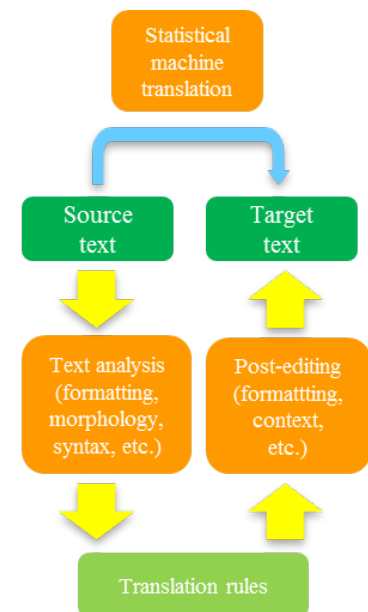 Statistical
machine
translation
Source
text
Target
text
Text analysis
(formatting,
morphology,
syntax, etc.)
Post-editing
(formattting,
context,
etc.)
Translation rules